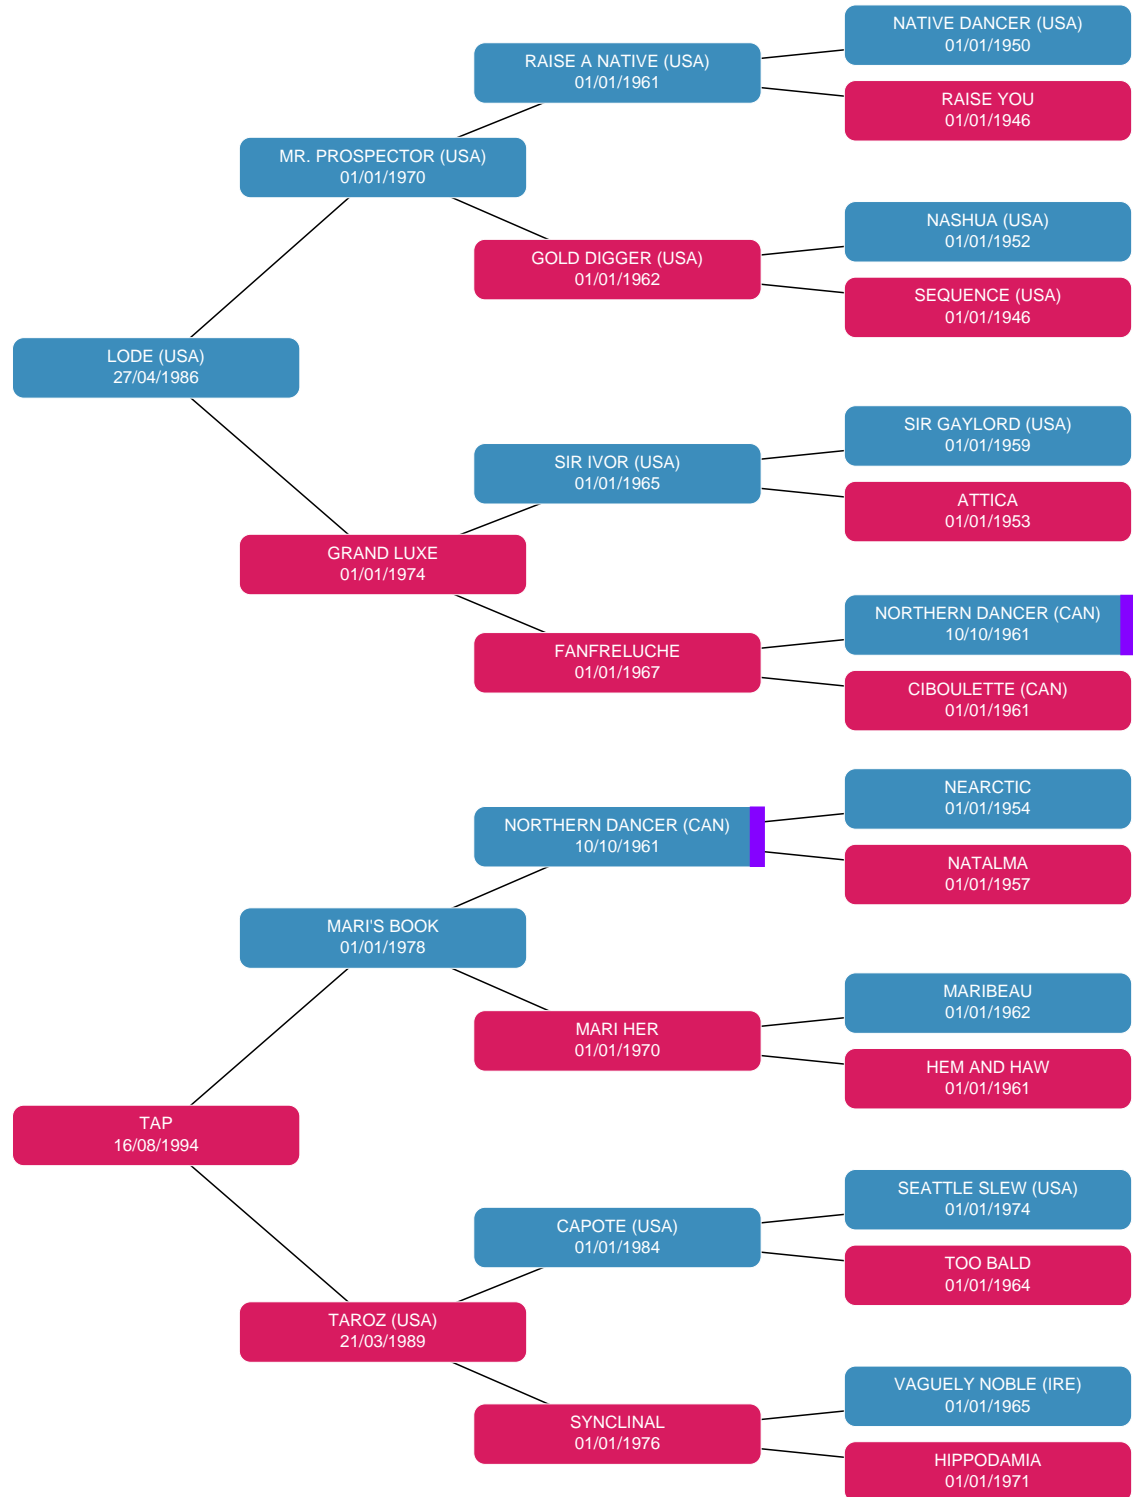 NATIVE DANCER (USA)
01/01/1950
RAISE A NATIVE (USA)
01/01/1961
RAISE YOU
01/01/1946
MR. PROSPECTOR (USA)
01/01/1970
NASHUA (USA)
01/01/1952
GOLD DIGGER (USA)
01/01/1962
SEQUENCE (USA)
01/01/1946
LODE (USA)
27/04/1986
SIR GAYLORD (USA)
01/01/1959
SIR IVOR (USA)
01/01/1965
ATTICA
01/01/1953
GRAND LUXE
01/01/1974
NORTHERN DANCER (CAN)
10/10/1961
FANFRELUCHE
01/01/1967
CIBOULETTE (CAN)
01/01/1961
NEARCTIC
01/01/1954
NORTHERN DANCER (CAN)
10/10/1961
NATALMA
01/01/1957
MARI'S BOOK
01/01/1978
MARIBEAU
01/01/1962
MARI HER
01/01/1970
HEM AND HAW
01/01/1961
TAP
16/08/1994
SEATTLE SLEW (USA)
01/01/1974
CAPOTE (USA)
01/01/1984
TOO BALD
01/01/1964
TAROZ (USA)
21/03/1989
VAGUELY NOBLE (IRE)
01/01/1965
SYNCLINAL
01/01/1976
HIPPODAMIA
01/01/1971